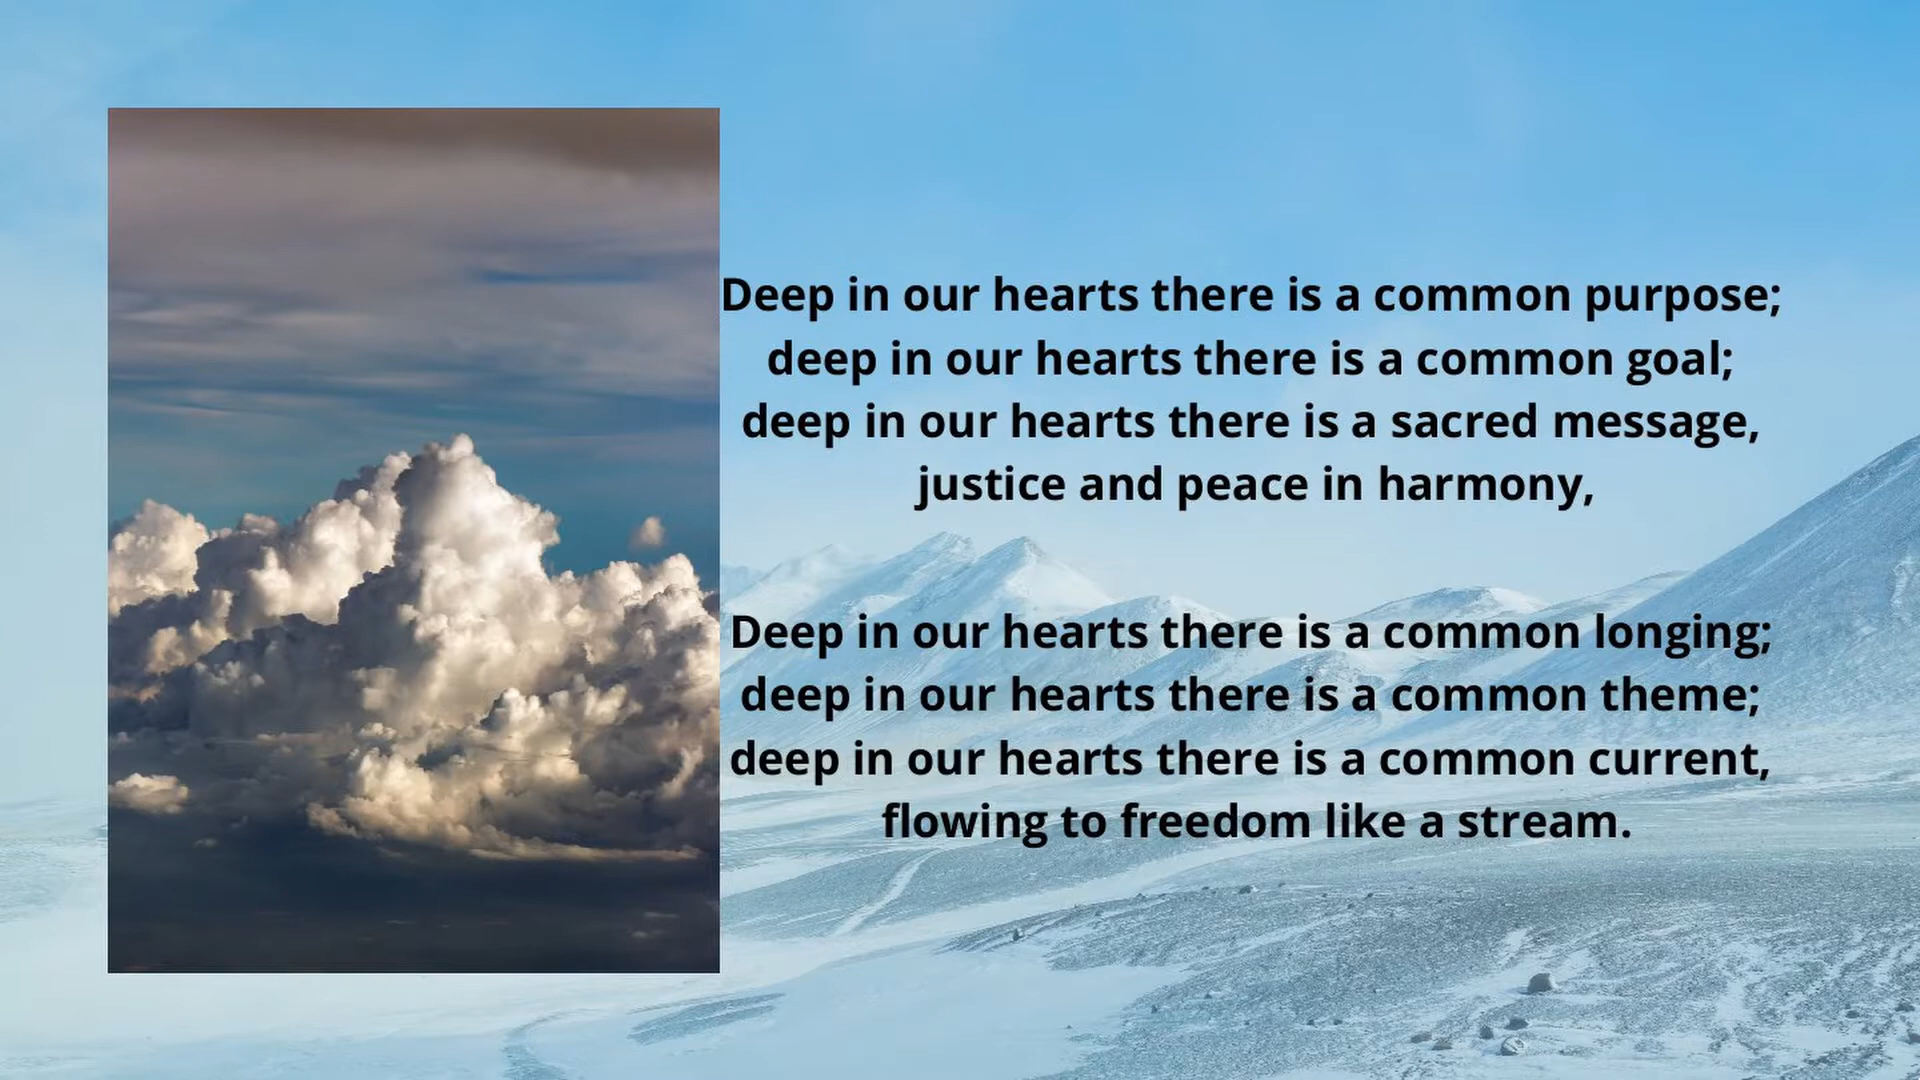 Deep in our hearts there is a common purpose;
deep in our hearts there is a common goal;
deep in our hearts there is a sacred message,
justice and peace in harmony,
Deep in our hearts there is a common longing;
deep in our hearts there is a common theme;
deep in our hearts there is a common current,
flowing to freedom like a stream.